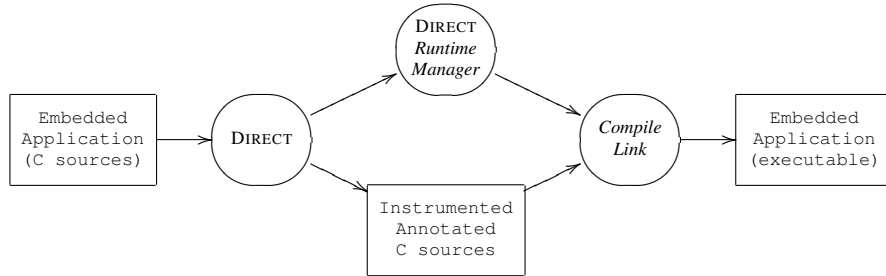 Embedded
Application
(C sources)
DIRECT
DIRECT
Runtime
Manager
Instrumented
Annotated
C sources
Compile
Link
Embedded
Application
(executable)